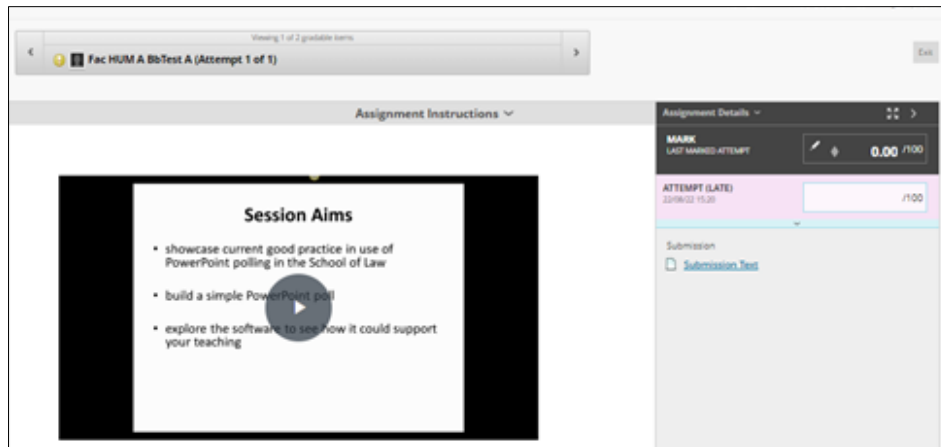 Viewing 1 of 2 gradable items
Fac HUM A BbTest A (Attempt 1 of 1)
Exit
Assignment Instructions
Assignment Details
MARK
LAST MARKED ATTEMPT
0.00 /100
ATTEMPT (LATE)
22/08/22 15:20
/100
Submission
Submission Text
Session Aims
▪ showcase current good practice in use of
PowerPoint polling in the School of Law
▪ build a simple PowerPoint poll
▪ explore the software to see how it could support
your teaching